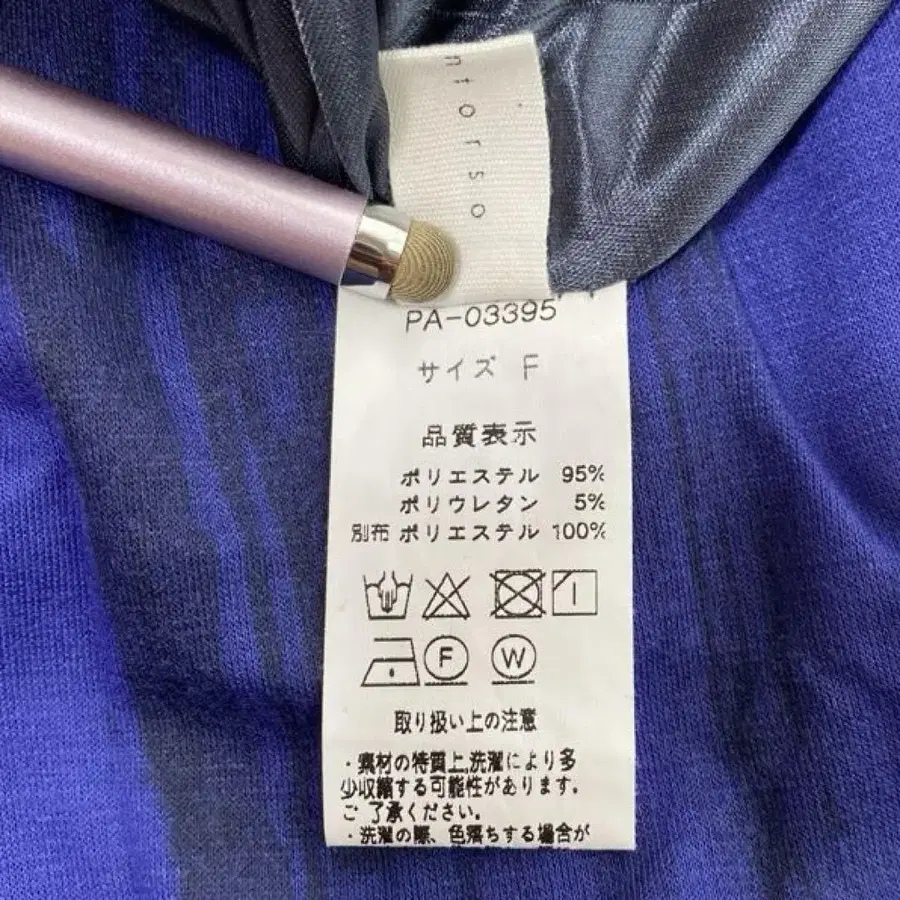 ntorso
PA-03395
サイズ F
品質表示
ポリエステル 95%
ポリウレタン 5%
別布 ポリエステル 100%
F W
取り扱い上の注意
・素材の特質上,洗濯により多
少収縮する可能性があります.
ご了承ください.
・洗濯の際、色落ちする場合が